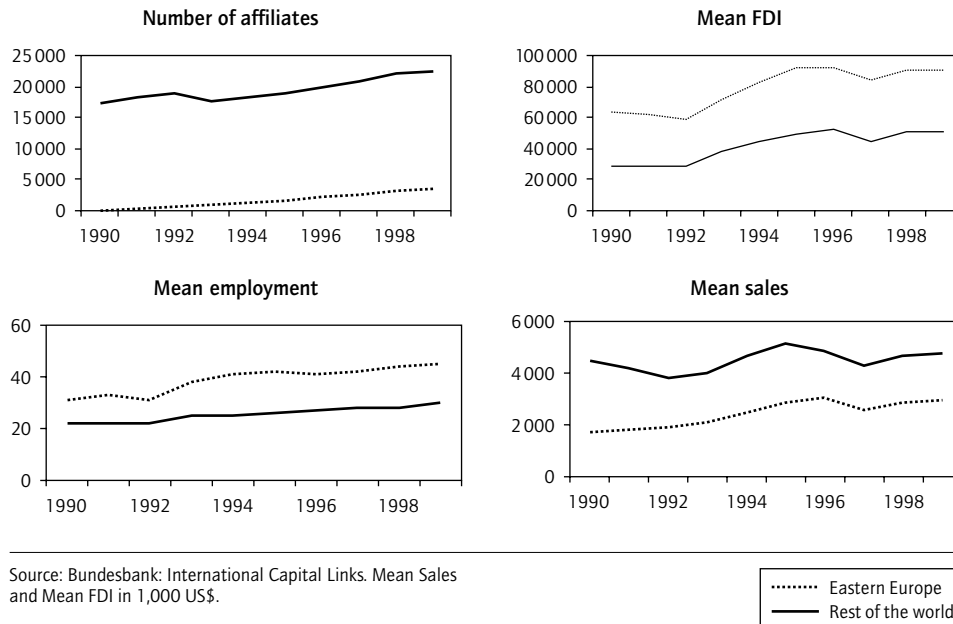 Number of affiliates
25 000
20 000
15 000
10 000
5 000
0
1990 1992 1994 1996 1998
Mean FDI
100 000
80 000
60 000
40 000
20 000
0
1990 1992 1994 1996 1998
Mean employment
60
40
20
0
1990 1992 1994 1996 1998
Mean sales
6 000
4 000
2 000
0
1990 1992 1994 1996 1998
Source: Bundesbank: International Capital Links. Mean Sales
and Mean FDI in 1,000 US$.
Eastern Europe
Rest of the world